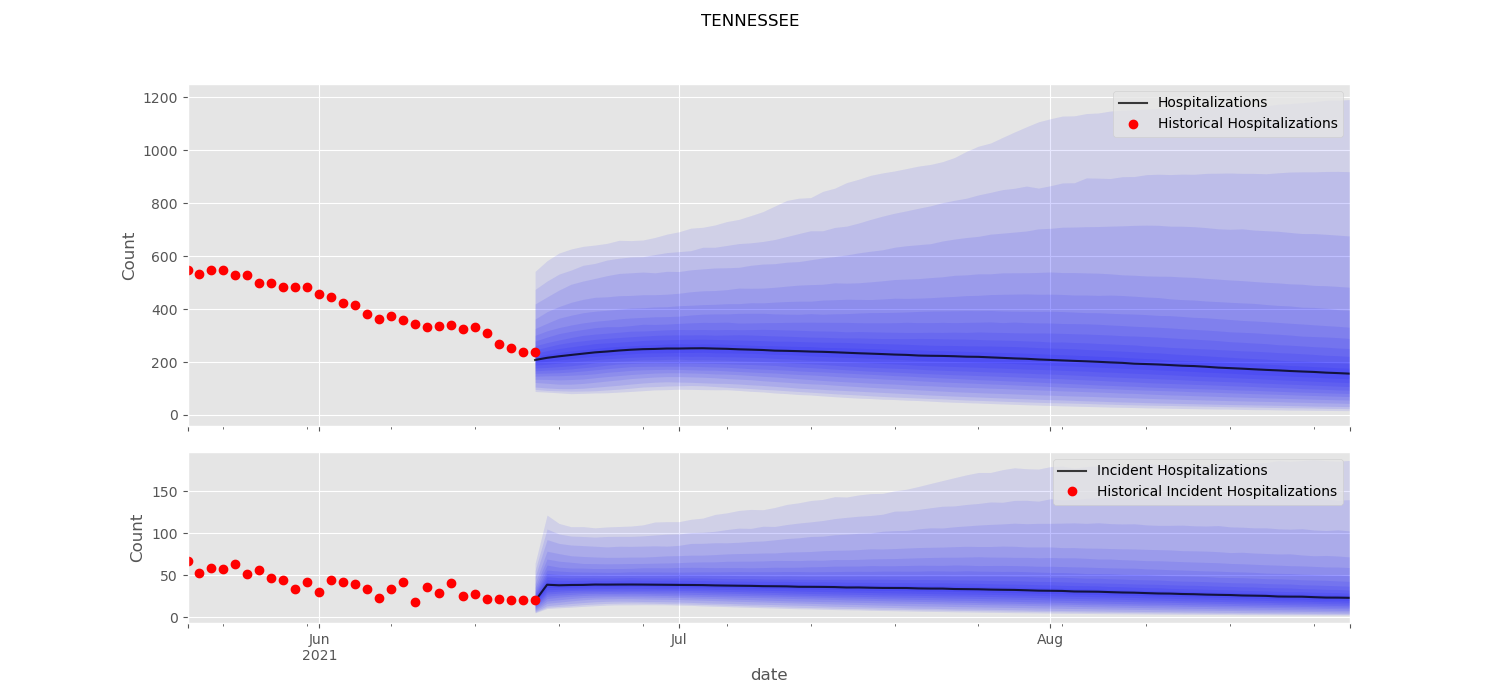 TENNESSEE
1200
1000
800
600
400
200
0
Count
Hospitalizations
Historical Hospitalizations
150
100
50
0
Count
Incident Hospitalizations
Historical Incident Hospitalizations
Jun
2021
Jul
Aug
date